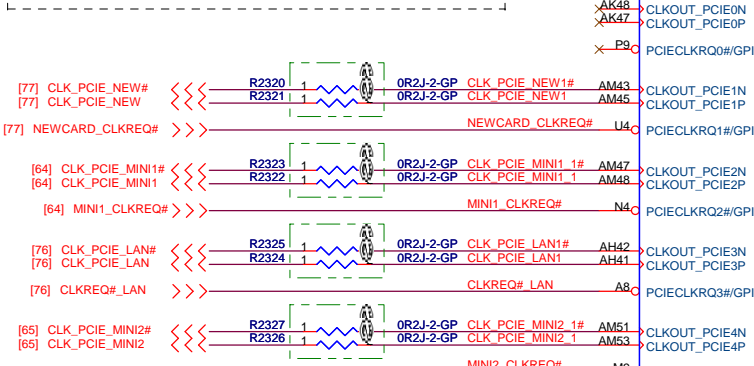 AK48 CLKOUT_PCIE0N
AK47 CLKOUT_PCIE0P
P9 PCIECLKRQ0#/GPI
[77] CLK_PCIE_NEW# R2320 1 0R2J-2-GP CLK_PCIE_NEW1# AM43 CLKOUT_PCIE1N
[77] CLK_PCIE_NEW R2321 1 0R2J-2-GP CLK_PCIE_NEW1 AM45 CLKOUT_PCIE1P
[77] NEWCARD_CLKREQ# NEWCARD_CLKREQ# U4 PCIECLKRQ1#/GPI
[64] CLK_PCIE_MINI1# R2323 1 0R2J-2-GP CLK_PCIE_MINI1_1# AM47 CLKOUT_PCIE2N
[64] CLK_PCIE_MINI1 R2322 1 0R2J-2-GP CLK_PCIE_MINI1_1 AM48 CLKOUT_PCIE2P
[64] MINI1_CLKREQ# MINI1_CLKREQ# N4 PCIECLKRQ2#/GPI
[76] CLK_PCIE_LAN# R2325 1 0R2J-2-GP CLK_PCIE_LAN1# AH42 CLKOUT_PCIE3N
[76] CLK_PCIE_LAN R2324 1 0R2J-2-GP CLK_PCIE_LAN1 AH41 CLKOUT_PCIE3P
[76] CLKREQ#_LAN CLKREQ#_LAN A8 PCIECLKRQ3#/GPI
[65] CLK_PCIE_MINI2# R2327 1 0R2J-2-GP CLK_PCIE_MINI2_1# AM51 CLKOUT_PCIE4N
[65] CLK_PCIE_MINI2 R2326 1 0R2J-2-GP CLK_PCIE_MINI2_1 AM53 CLKOUT_PCIE4P
MINI2_CLKREQ#